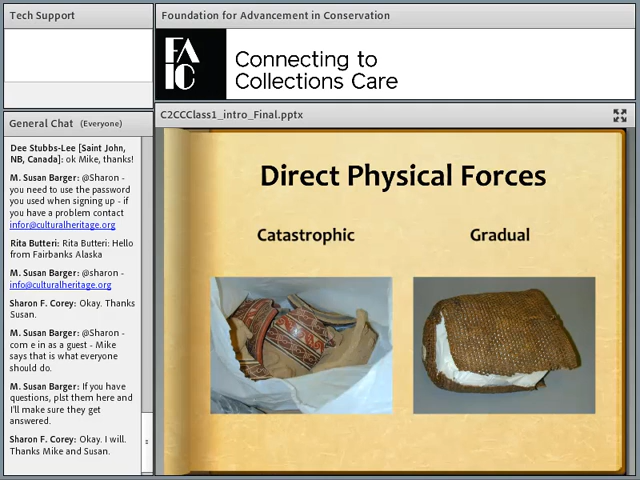 Tech Support
Foundation for Advancement in Conservation
FA
IC
Connecting to
Collections Care
General Chat (Everyone)
Dee Stubbs-Lee [Saint John,
NB, Canada]: ok Mike, thanks!
M. Susan Barger: @Sharon -
you need to use the password
you used when signing up - if
you have a problem contact
infor@culturalheritage.org
Rita Butteri: Rita Butteri: Hello
from Fairbanks Alaska
M. Susan Barger: @sharon -
info@culturalheritage.org
Sharon F. Corey: Okay. Thanks
Susan.
M. Susan Barger: @Sharon -
com e in as a guest - Mike
says that is what everyone
should do.
M. Susan Barger: If you have
questions, plst them here and
I'll make sure they get
answered.
Sharon F. Corey: Okay. I will.
Thanks Mike and Susan.
C2CCClass1_intro_Final.pptx
Direct Physical Forces
Catastrophic
Gradual